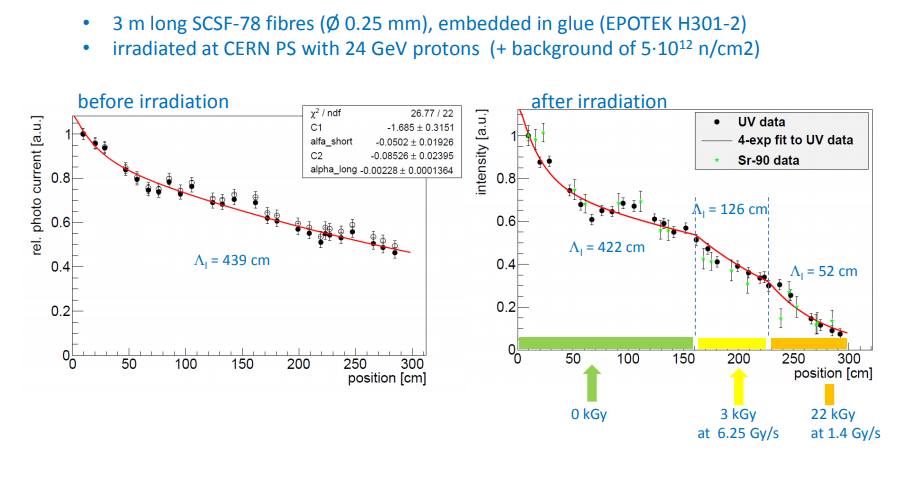 • 3 m long SCSF-78 fibres (Ø 0.25 mm), embedded in glue (EPOTEK H301-2)
• irradiated at CERN PS with 24 GeV protons (+ background of 5·10¹² n/cm2)
before irradiation
rel. photo current [a.u.]
χ² / ndf 26.77 / 22
C1 -1.685 ± 0.3151
alfa_short -0.0502 ± 0.01926
C2 -0.08526 ± 0.02395
alpha_long -0.00228 ± 0.0001364
1
0.8
0.6
0.4
0.2
0
Λl = 439 cm
0 50 100 150 200 250 300
position [cm]
after irradiation
intensity [a.u.]
UV data
4-exp fit to UV data
Sr-90 data
1
0.8
0.6
0.4
0.2
0
Λl = 126 cm
Λl = 422 cm
Λl = 52 cm
0 50 100 150 200 250 300
position [cm]
0 kGy
3 kGy
at 6.25 Gy/s
22 kGy
at 1.4 Gy/s